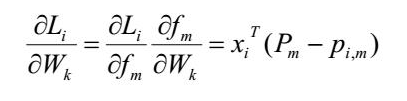 ∂L_i/∂W_k = ∂L_i/∂f_m ∂f_m/∂W_k = x_i^T (P_m − p_{i,m})